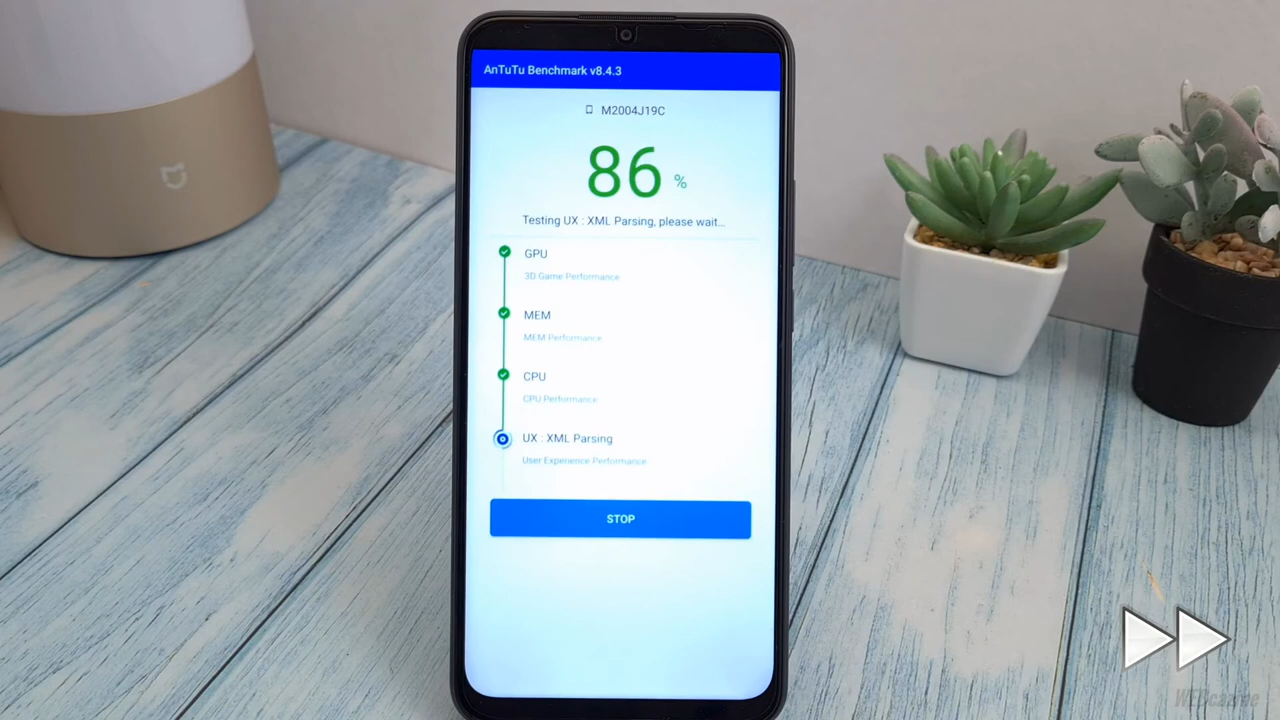 AnTuTu Benchmark v8.4.3
M2004J19C
86 %
Testing UX : XML Parsing, please wait...
GPU
3D Game Performance
MEM
MEM Performance
CPU
CPU Performance
UX : XML Parsing
User Experience Performance
STOP